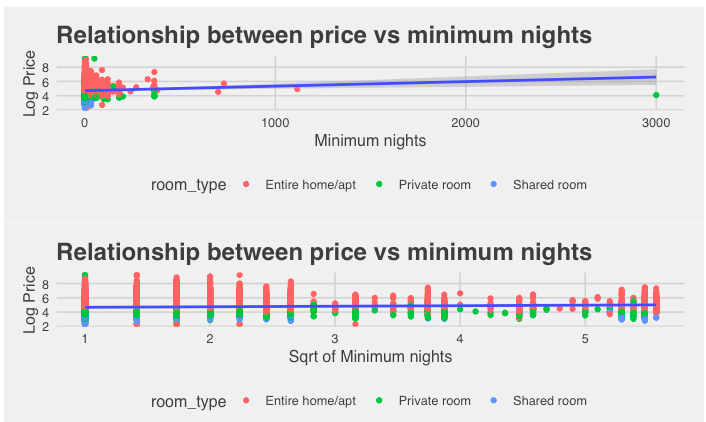 Relationship between price vs minimum nights
Log Price
8
6
4
2
0 1000 2000 3000
Minimum nights
room_type Entire home/apt Private room Shared room
Relationship between price vs minimum nights
Log Price
8
6
4
2
1 2 3 4 5
Sqrt of Minimum nights
room_type Entire home/apt Private room Shared room